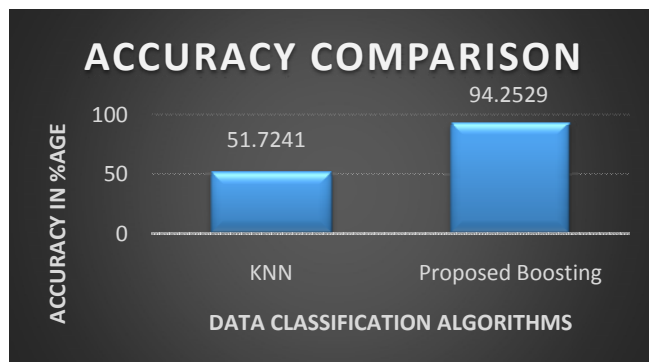 ACCURACY COMPARISON
94.2529
100
51.7241
50
0
KNN
Proposed Boosting
ACCURACY IN %AGE
DATA CLASSIFICATION ALGORITHMS